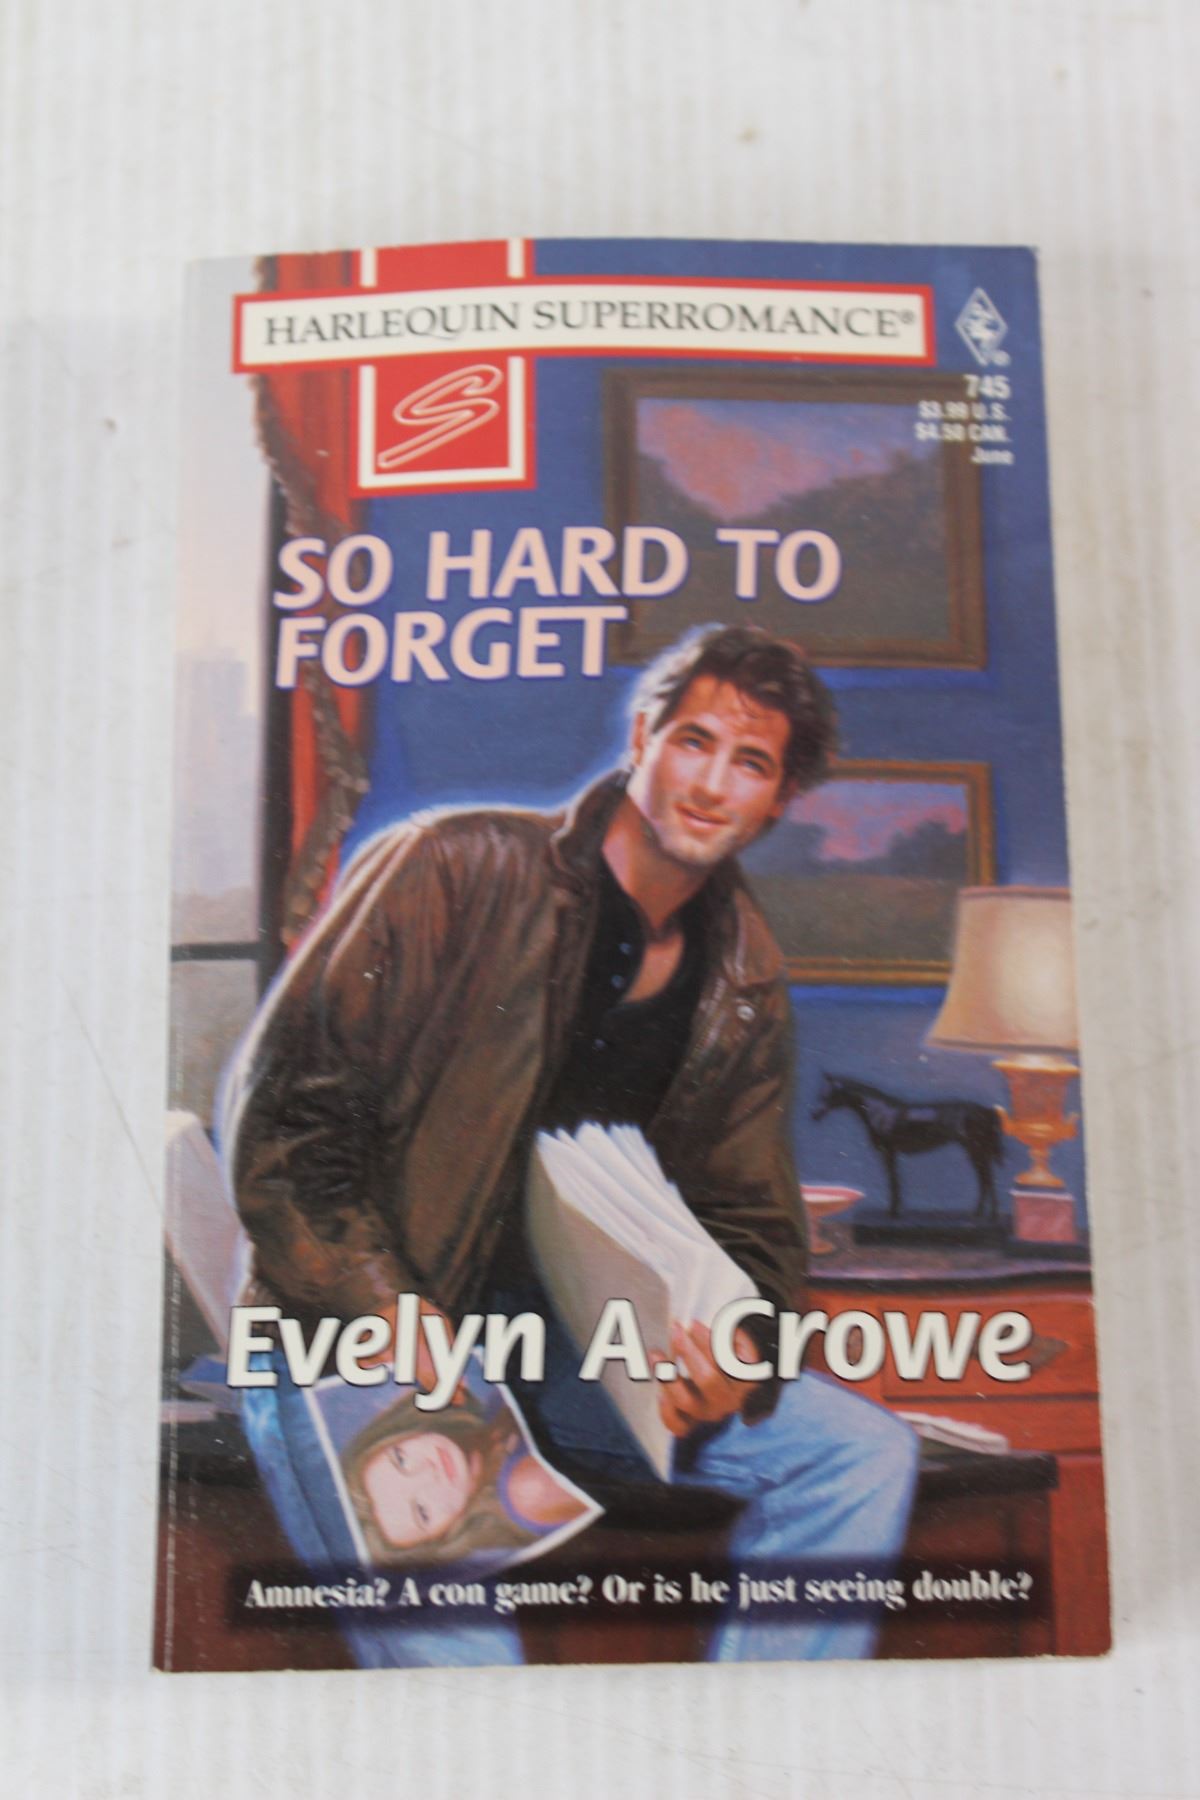 HARLEQUIN SUPERROMANCE®
745
$3.99 U.S.
$4.50 CAN.
June
SO HARD TO
FORGET
Evelyn A. Crowe
Amnesia? A con game? Or is he just seeing double?